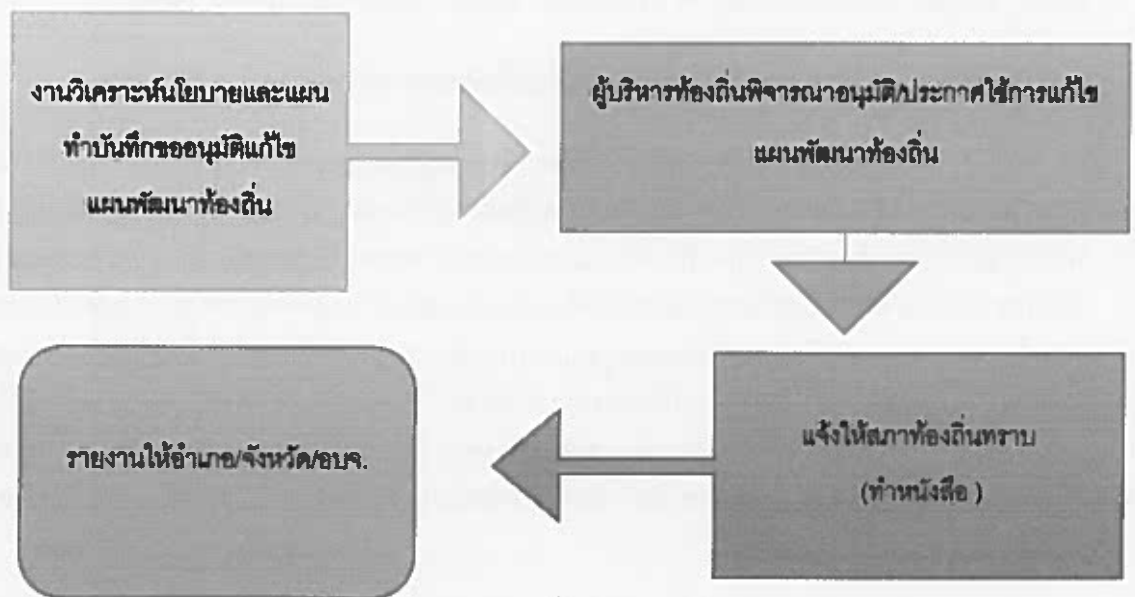 งานวิเคราะห์นโยบายและแผน
ทำบันทึกขออนุมัติแก้ไข
แผนพัฒนาท้องถิ่น
ผู้บริหารท้องถิ่นพิจารณาอนุมัติ/ประกาศใช้การแก้ไข
แผนพัฒนาท้องถิ่น
แจ้งให้สภาท้องถิ่นทราบ
(ทำหนังสือ )
รายงานให้อำเภอ/จังหวัด/อบจ.